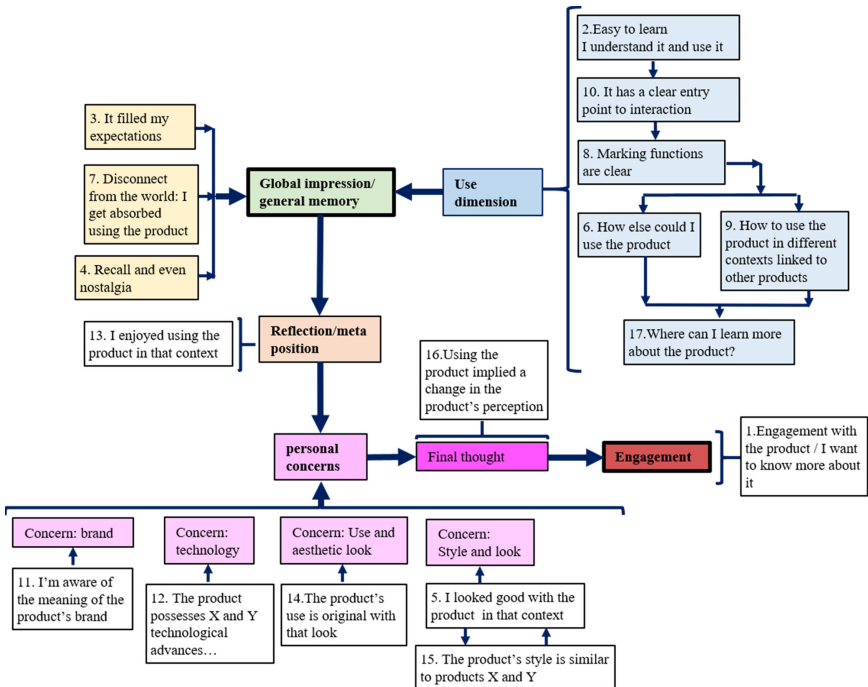 2.Easy to learn
I understand it and use it
10. It has a clear entry
point to interaction
8. Marking functions
are clear
6. How else could I
use the product
9. How to use the
product in different
contexts linked to
other products
17.Where can I learn more
about the product?
3. It filled my
expectations
7. Disconnect
from the world: I
get absorbed
using the product
4. Recall and even
nostalgia
Global impression/
general memory
Use
dimension
13. I enjoyed using the
product in that context
Reflection/meta
position
16.Using the
product implied a
change in the
product's perception
personal
concerns
Final thought
Engagement
1.Engagement with
the product / I want
to know more about
it
Concern: brand
Concern:
technology
Concern: Use and
aesthetic look
Concern:
Style and look
11. I'm aware of
the meaning of the
product's brand
12. The product
possesses X and Y
technological
advances…
14.The product's
use is original with
that look
5. I looked good with the
product in that context
15. The product's style is similar
to products X and Y